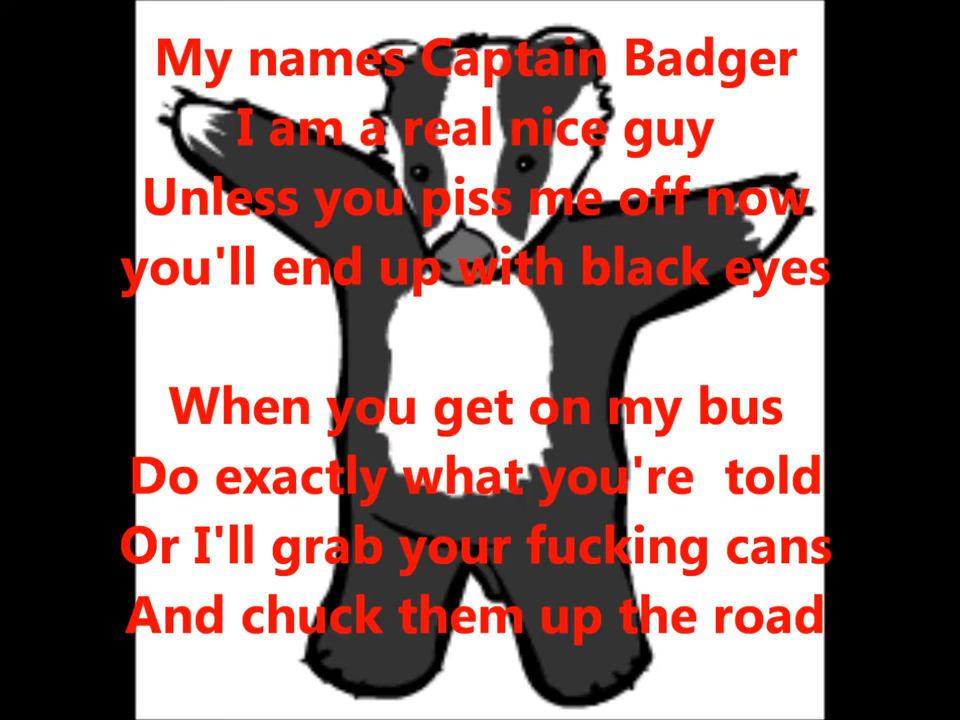 My names Captain Badger
I am a real nice guy
Unless you piss me off now
you'll end up with black eyes
When you get on my bus
Do exactly what you're  told
Or I'll grab your fucking cans
And chuck them up the road